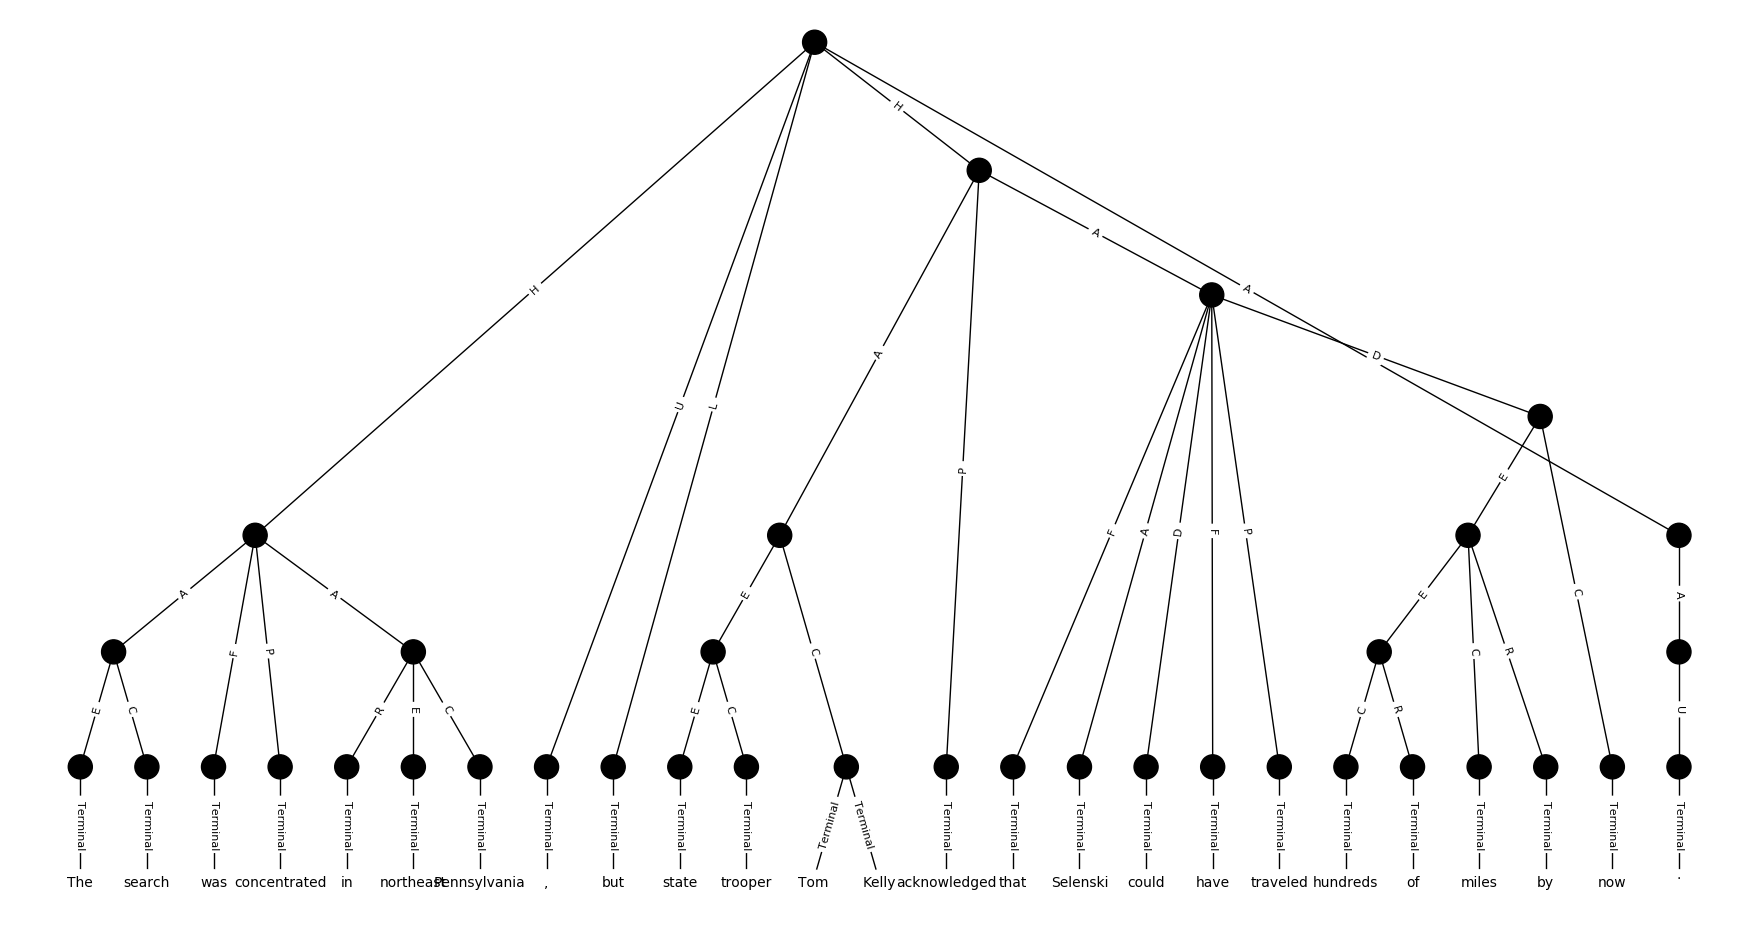 H
A
H
A
D
A
U
L
P
E
F
A
D
F
P
C
A
A
E
E
A
F
P
C
C
R
E
C
R
E
C
E
C
C
R
U
Terminal Terminal Terminal Terminal Terminal Terminal Terminal Terminal Terminal Terminal Terminal Terminal Terminal Terminal Terminal Terminal Terminal Terminal Terminal Terminal Terminal Terminal Terminal Terminal Terminal Terminal
The search was concentrated in northeast Pennsylvania , but state trooper Tom Kelly acknowledged that Selenski could have traveled hundreds of miles by now .